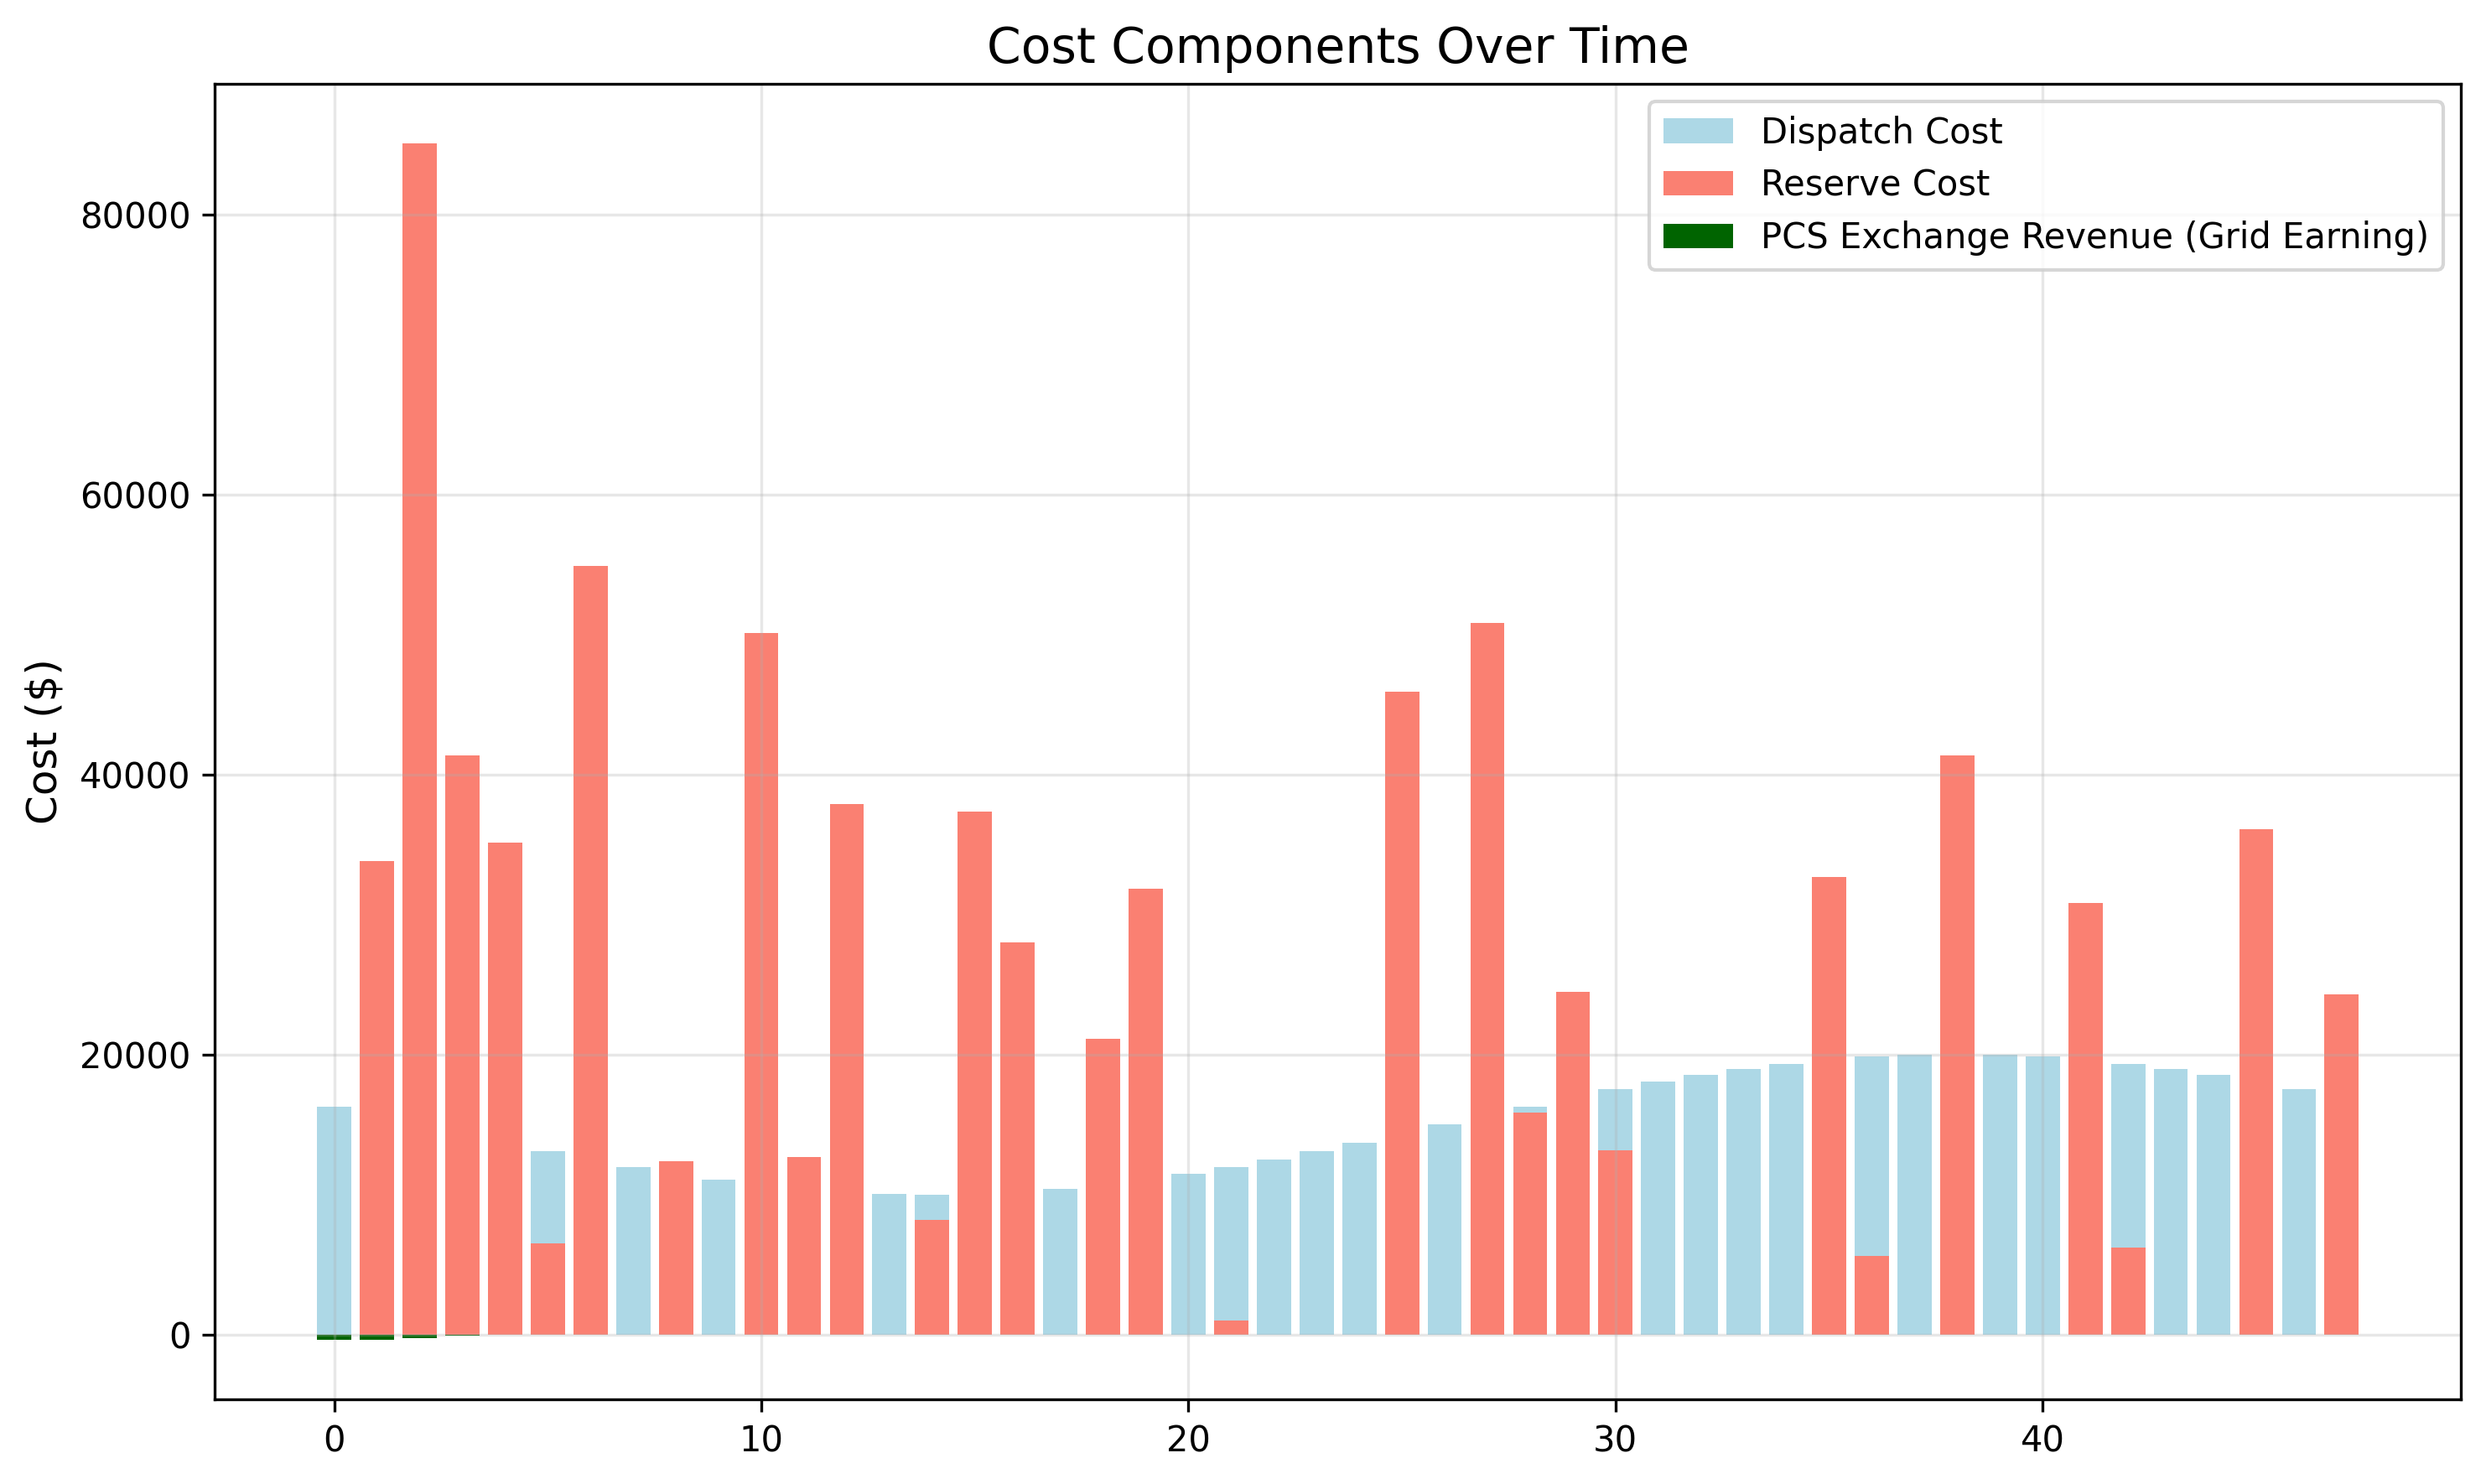 Cost Components Over Time
Dispatch Cost
Reserve Cost
PCS Exchange Revenue (Grid Earning)
Cost ($)
80000
60000
40000
20000
0
0 10 20 30 40